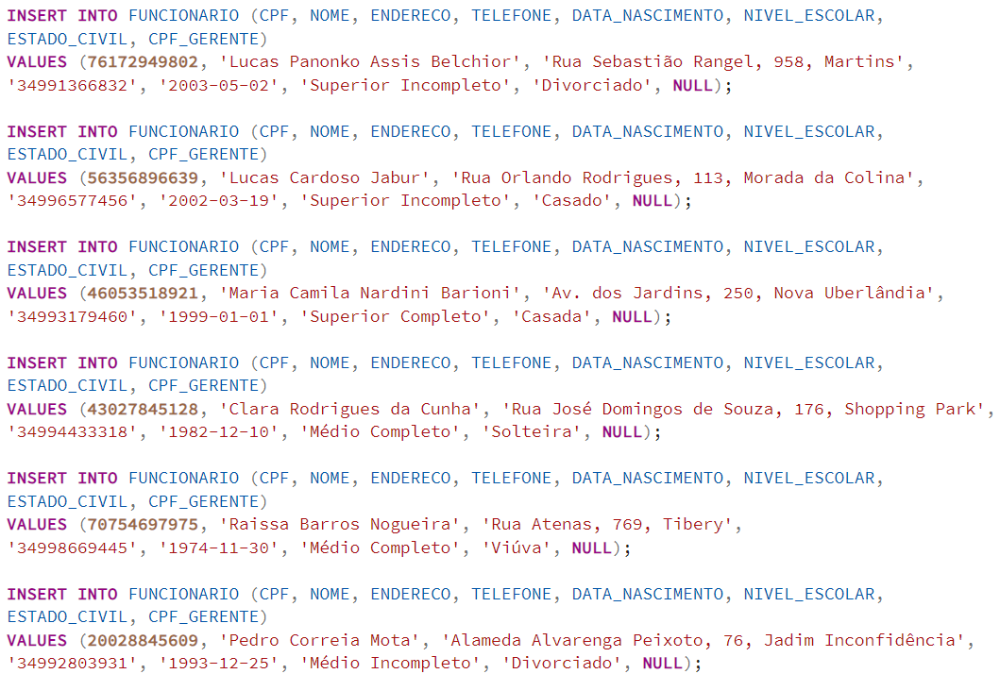 INSERT INTO FUNCIONARIO (CPF, NOME, ENDERECO, TELEFONE, DATA_NASCIMENTO, NIVEL_ESCOLAR,
ESTADO_CIVIL, CPF_GERENTE)
VALUES (76172949802, 'Lucas Panonko Assis Belchior', 'Rua Sebastião Rangel, 958, Martins',
'34991366832', '2003-05-02', 'Superior Incompleto', 'Divorciado', NULL);
INSERT INTO FUNCIONARIO (CPF, NOME, ENDERECO, TELEFONE, DATA_NASCIMENTO, NIVEL_ESCOLAR,
ESTADO_CIVIL, CPF_GERENTE)
VALUES (56356896639, 'Lucas Cardoso Jabur', 'Rua Orlando Rodrigues, 113, Morada da Colina',
'34996577456', '2002-03-19', 'Superior Incompleto', 'Casado', NULL);
INSERT INTO FUNCIONARIO (CPF, NOME, ENDERECO, TELEFONE, DATA_NASCIMENTO, NIVEL_ESCOLAR,
ESTADO_CIVIL, CPF_GERENTE)
VALUES (46053518921, 'Maria Camila Nardini Barioni', 'Av. dos Jardins, 250, Nova Uberlândia',
'34993179460', '1999-01-01', 'Superior Completo', 'Casada', NULL);
INSERT INTO FUNCIONARIO (CPF, NOME, ENDERECO, TELEFONE, DATA_NASCIMENTO, NIVEL_ESCOLAR,
ESTADO_CIVIL, CPF_GERENTE)
VALUES (43027845128, 'Clara Rodrigues da Cunha', 'Rua José Domingos de Souza, 176, Shopping Park',
'34994433318', '1982-12-10', 'Médio Completo', 'Solteira', NULL);
INSERT INTO FUNCIONARIO (CPF, NOME, ENDERECO, TELEFONE, DATA_NASCIMENTO, NIVEL_ESCOLAR,
ESTADO_CIVIL, CPF_GERENTE)
VALUES (70754697975, 'Raissa Barros Nogueira', 'Rua Atenas, 769, Tibery',
'34998669445', '1974-11-30', 'Médio Completo', 'Viúva', NULL);
INSERT INTO FUNCIONARIO (CPF, NOME, ENDERECO, TELEFONE, DATA_NASCIMENTO, NIVEL_ESCOLAR,
ESTADO_CIVIL, CPF_GERENTE)
VALUES (20028845609, 'Pedro Correia Mota', 'Alameda Alvarenga Peixoto, 76, Jadim Inconfidência',
'34992803931', '1993-12-25', 'Médio Incompleto', 'Divorciado', NULL);